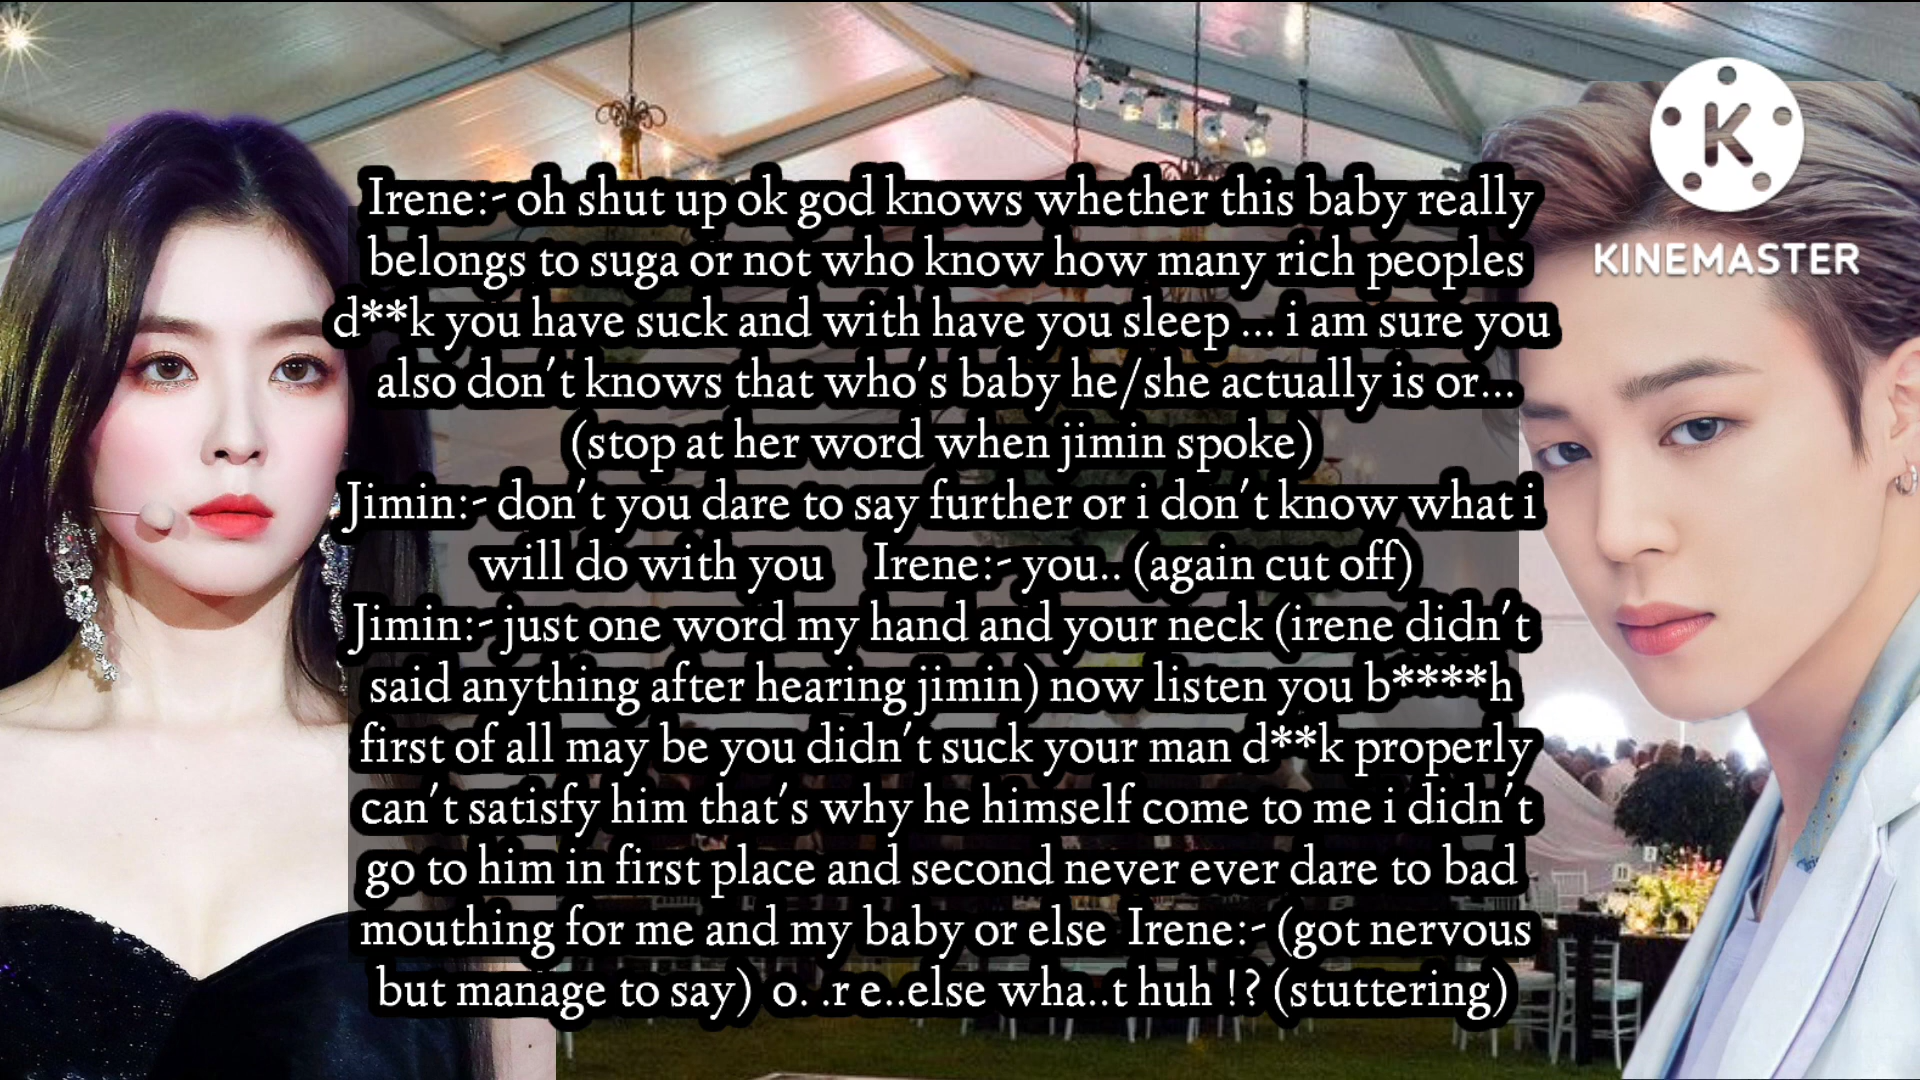 K
KINEMASTER
Irene:- oh shut up ok god knows whether this baby really
belongs to suga or not who know how many rich peoples
d**k you have suck and with have you sleep ... i am sure you
also don't knows that who's baby he/she actually is or...
(stop at her word when jimin spoke)
Jimin:- don't you dare to say further or i don't know what i
will do with you Irene:- you.. (again cut off)
Jimin:- just one word my hand and your neck (irene didn't
said anything after hearing jimin) now listen you b****h
first of all may be you didn't suck your man d**k properly
can't satisfy him that's why he himself come to me i didn't
go to him in first place and second never ever dare to bad
mouthing for me and my baby or else Irene:- (got nervous
but manage to say) o. .r e..else wha..t huh !? (stuttering)